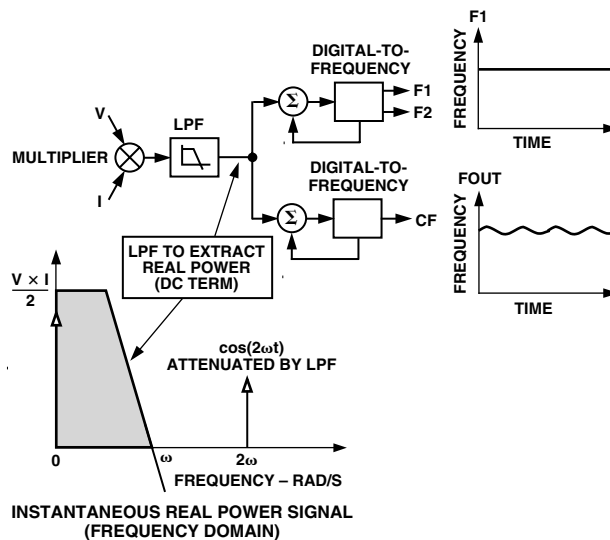 F1
DIGITAL-TO-
FREQUENCY
Σ
F1
F2
FREQUENCY
TIME
V
LPF
MULTIPLIER
I
DIGITAL-TO-
FREQUENCY
Σ
CF
FOUT
FREQUENCY
TIME
LPF TO EXTRACT
REAL POWER
(DC TERM)
V × I
2
cos(2ωt)
ATTENUATED BY LPF
0
ω
2ω
FREQUENCY – RAD/S
INSTANTANEOUS REAL POWER SIGNAL
(FREQUENCY DOMAIN)